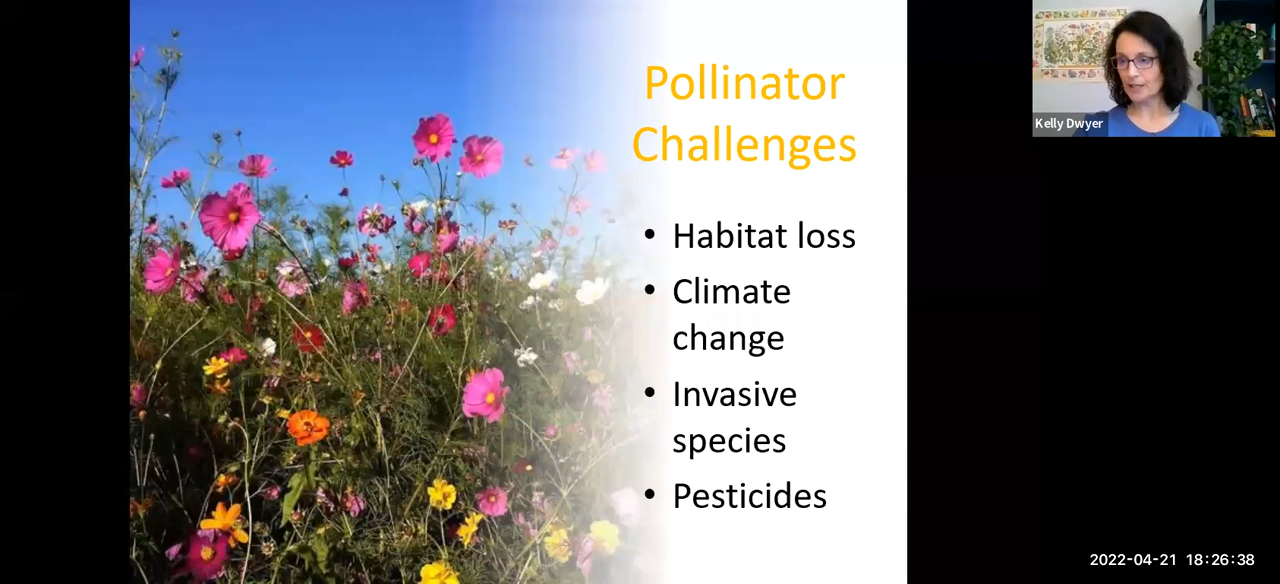 Pollinator
Challenges
• Habitat loss
• Climate
change
• Invasive
species
• Pesticides
Kelly Dwyer
2022-04-21 18:26:38